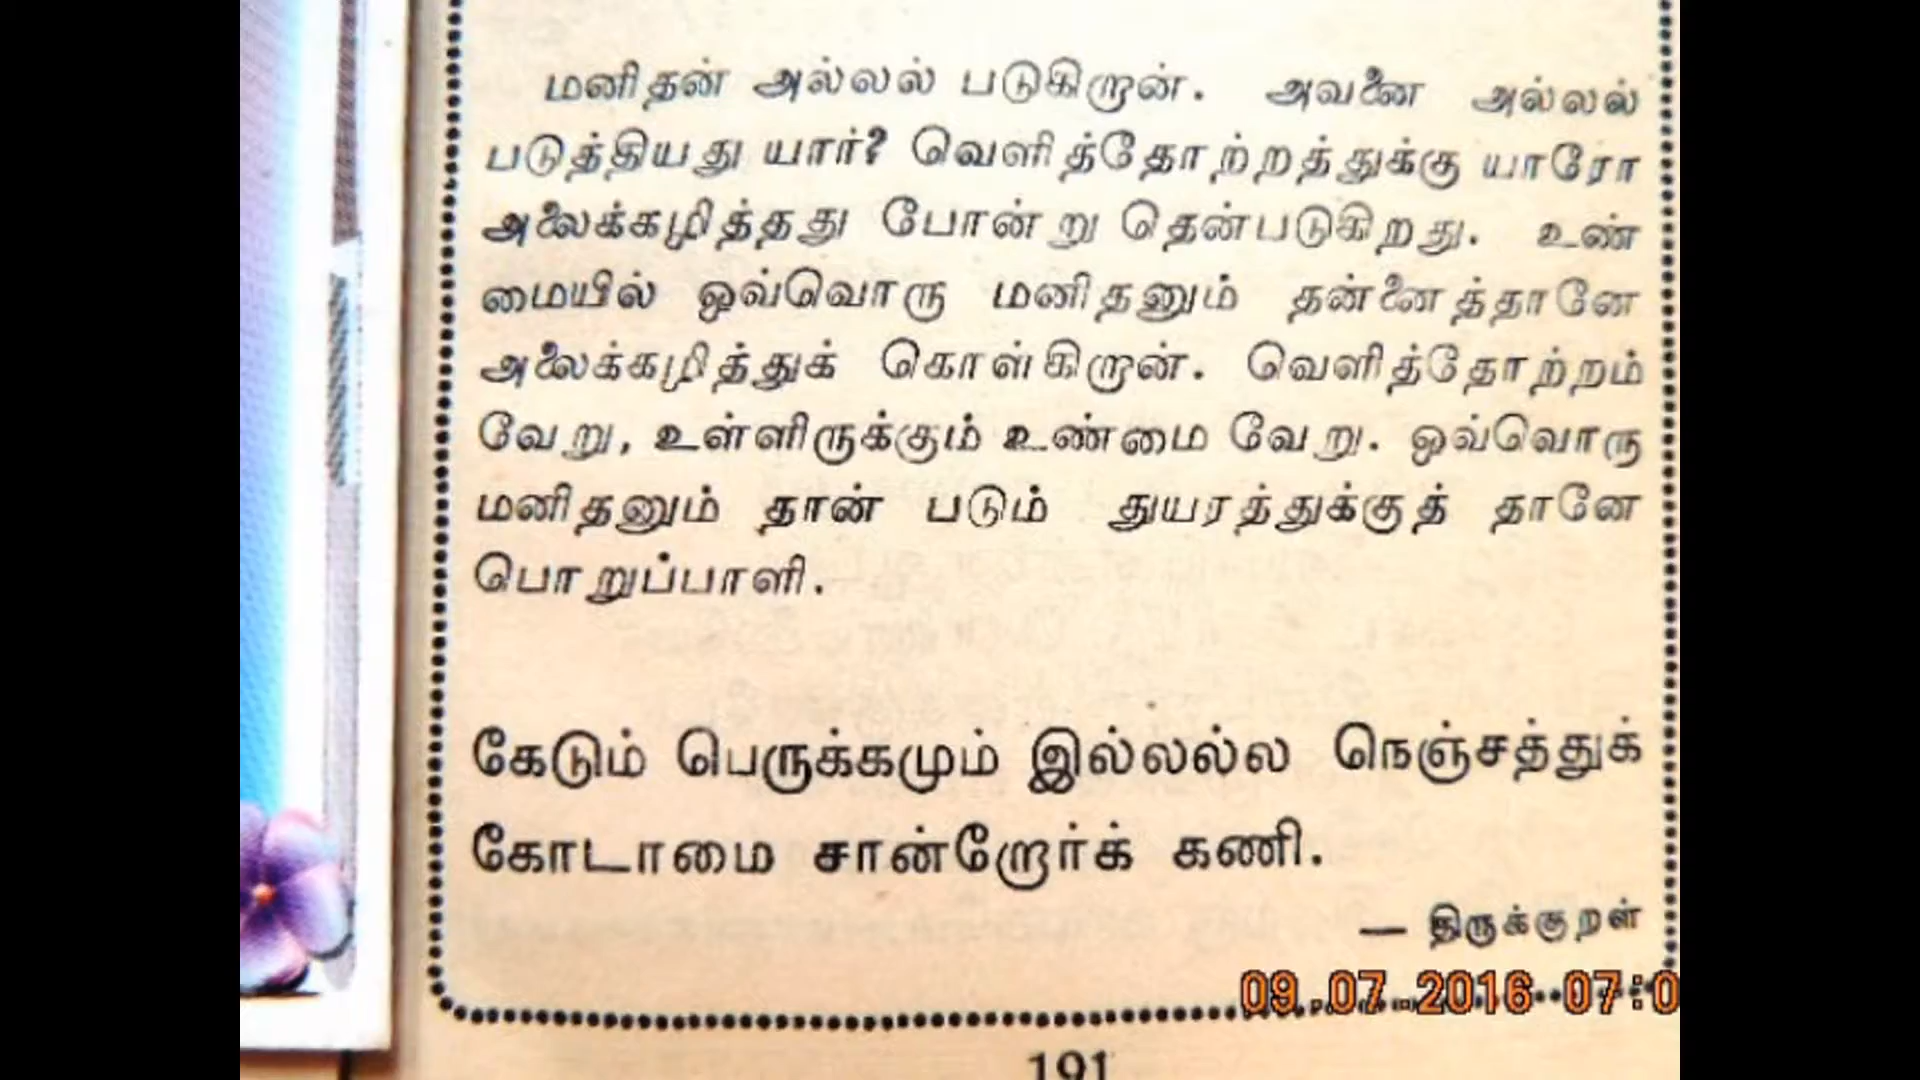 மனிதன் அல்லல் படுகிறான். அவனை அல்லல்
படுத்தியது யார்? வெளித்தோற்றத்துக்கு யாரோ
அலைக்கழித்தது போன்று தென்படுகிறது. உண்
மையில் ஒவ்வொரு மனிதனும் தன்னைத்தானே
அலைக்கழித்துக் கொள்கிறான். வெளித்தோற்றம்
வேறு, உள்ளிருக்கும் உண்மை வேறு. ஒவ்வொரு
மனிதனும் தான் படும் துயரத்துக்குத் தானே
பொறுப்பாளி.
கேடும் பெருக்கமும் இல்லல்ல நெஞ்சத்துக்
கோடாமை சான்றோர்க் கணி.
— திருக்குறள்
09.07.2016 07:0
191